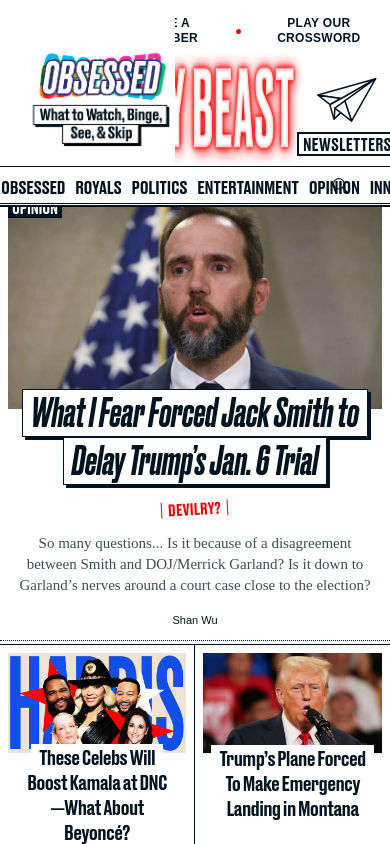 PLAY OUR
CROSSWORD
OBSESSED
What to Watch, Binge,
See, & Skip
BEAST
NEWSLETTERS
OBSESSED ROYALS POLITICS ENTERTAINMENT OPINION INN
OPINION
What I Fear Forced Jack Smith to
Delay Trump's Jan. 6 Trial
DEVILRY?
So many questions... Is it because of a disagreement
between Smith and DOJ/Merrick Garland? Is it down to
Garland’s nerves around a court case close to the election?
Shan Wu
HARRIS
These Celebs Will
Boost Kamala at DNC
—What About
Beyoncé?
Trump’s Plane Forced
To Make Emergency
Landing in Montana